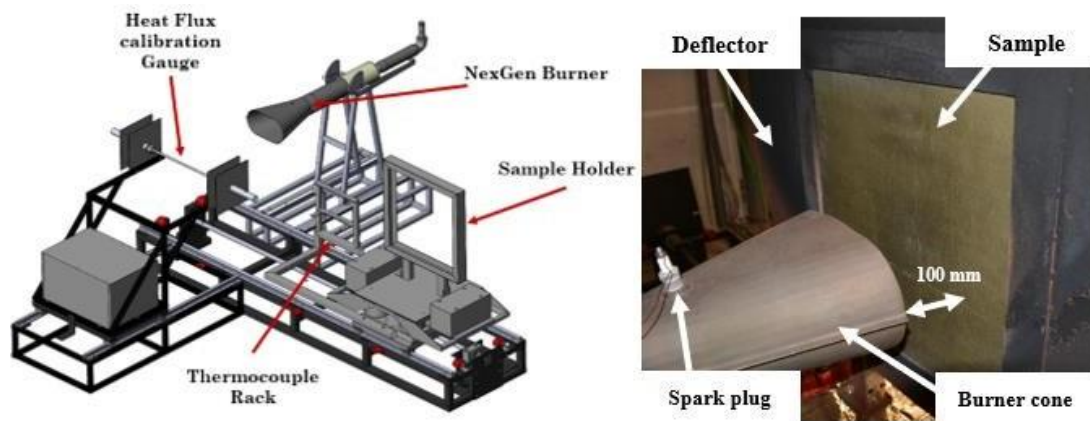 Heat Flux
calibration
Gauge
NexGen Burner
Sample Holder
Thermocouple
Rack
Deflector
Sample
100 mm
Spark plug
Burner cone